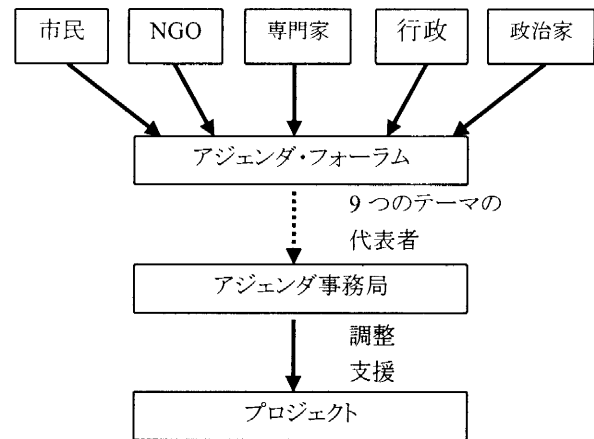 市民
NGO
専門家
行政
政治家
アジェンダ・フォーラム
9つのテーマの
代表者
アジェンダ事務局
調整
支援
プロジェクト